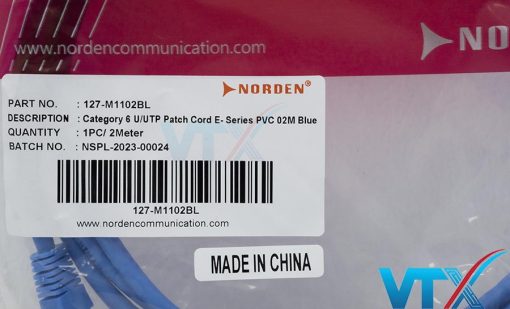 www.nordencommunication.com
NO
NORDEN®
PART NO. : 127-M1102BL
DESCRIPTION : Category 6 U/UTP Patch Cord E- Series PVC 02M Blue
QUANTITY : 1PC/ 2Meter
BATCH NO. : NSPL-2023-00024
VTX
127-M1102BL
www.nordencommunication.com
MADE IN CHINA
VTX